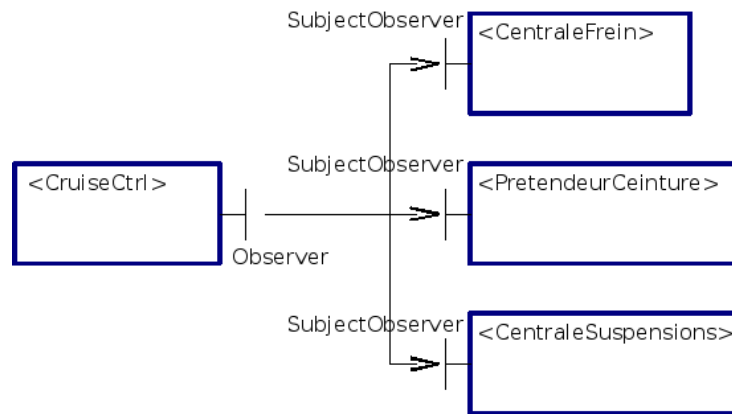 SubjectObserver
<CentraleFrein>
SubjectObserver
<CruiseCtrl>
<PretendeurCeinture>
Observer
SubjectObserver
<CentraleSuspensions>